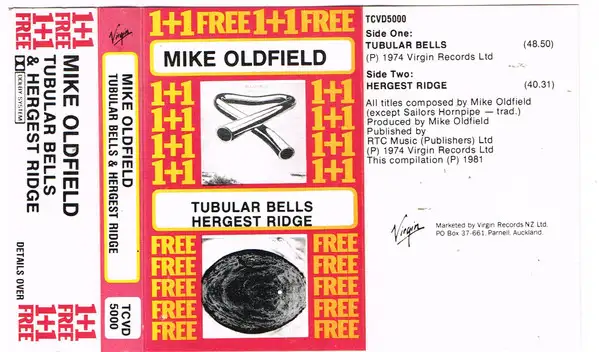 FREE 1+1
MIKE OLDFIELD
TUBULAR BELLS
& HERGEST RIDGE
DOLBY SYSTEM
DETAILS OVER
FREE 1+1
1+1 FREE
Virgin
MIKE OLDFIELD
TUBULAR BELLS & HERGEST RIDGE
TCVD
5000
1+1 FREE 1+1 FREE
MIKE OLDFIELD
1+1 1+1
1+1 1+1
1+1 1+1
1+1 1+1
TUBULAR BELLS
HERGEST RIDGE
FREE FREE
FREE FREE
FREE FREE
FREE FREE
FREE FREE
TCVD5000
Side One:
TUBULAR BELLS (48.50)
(P) 1974 Virgin Records Ltd
Side Two:
HERGEST RIDGE (40.31)
All titles composed by Mike Oldfield
(except Sailors Hornpipe — trad.)
Produced by Mike Oldfield
Published by
RTC Music (Publishers) Ltd
(P) 1974 Virgin Records Ltd
This compilation (P) 1981
Virgin
Marketed by Virgin Records NZ Ltd.
PO Box 37-661, Parnell, Auckland.